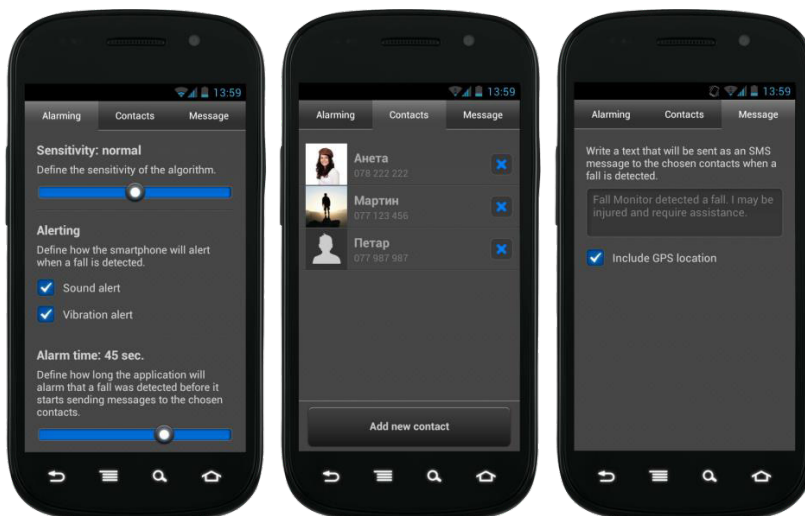 13:59
Alarming Contacts Message
Sensitivity: normal
Define the sensitivity of the algorithm.
Alerting
Define how the smartphone will alert
when a fall is detected.
Sound alert
Vibration alert
Alarm time: 45 sec.
Define how long the application will
alarm that a fall was detected before it
starts sending messages to the chosen
contacts.
13:59
Alarming Contacts Message
Анета
078 222 222
Мартин
077 123 456
Петар
077 987 987
Add new contact
13:59
Alarming Contacts Message
Write a text that will be sent as an SMS
message to the chosen contacts when a
fall is detected.
Fall Monitor detected a fall. I may be
injured and require assistance.
Include GPS location